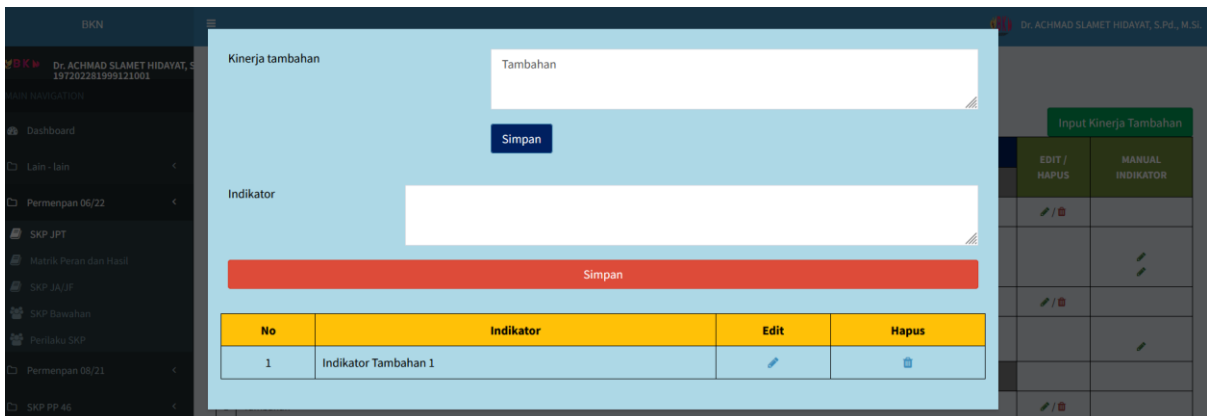 BKN
Dr. ACHMAD SLAMET HIDAYAT, S.Pd., M.Si.
Dr. ACHMAD SLAMET HIDAYAT, S
197202281999121001
MAIN NAVIGATION
Dashboard
Lain - lain
Permenpan 06/22
SKP JPT
Matrik Peran dan Hasil
SKP JA/JF
SKP Bawahan
Perilaku SKP
Permenpan 08/21
SKP PP 46
Kinerja tambahan
Tambahan
Simpan
Indikator
Simpan
No Indikator Edit Hapus
1 Indikator Tambahan 1
Input Kinerja Tambahan
EDIT / HAPUS
MANUAL INDIKATOR
/
/
/